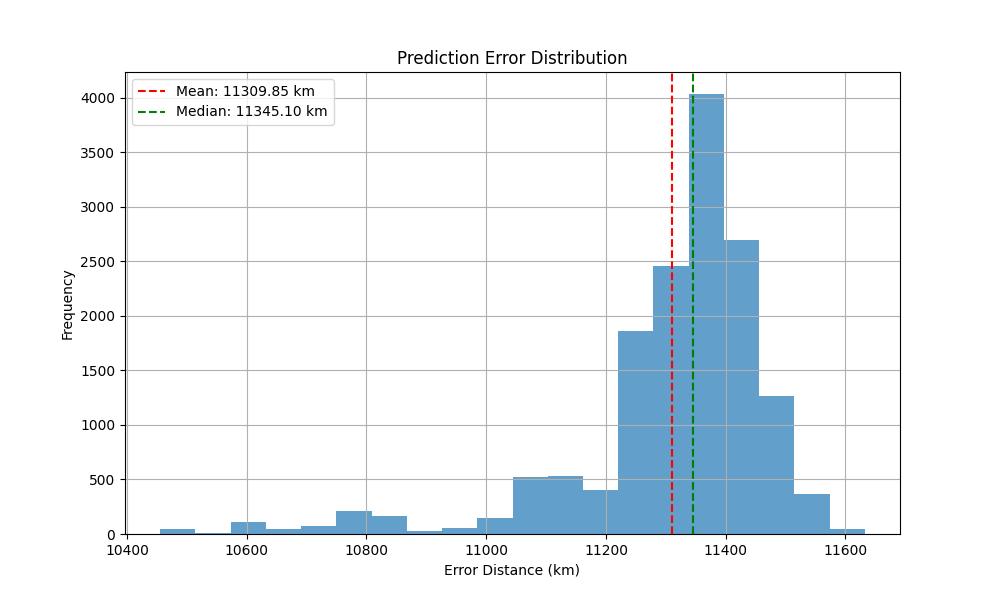 Prediction Error Distribution
Mean: 11309.85 km
Median: 11345.10 km
4000
3500
3000
2500
2000
1500
1000
500
0
Frequency
10400 10600 10800 11000 11200 11400 11600
Error Distance (km)